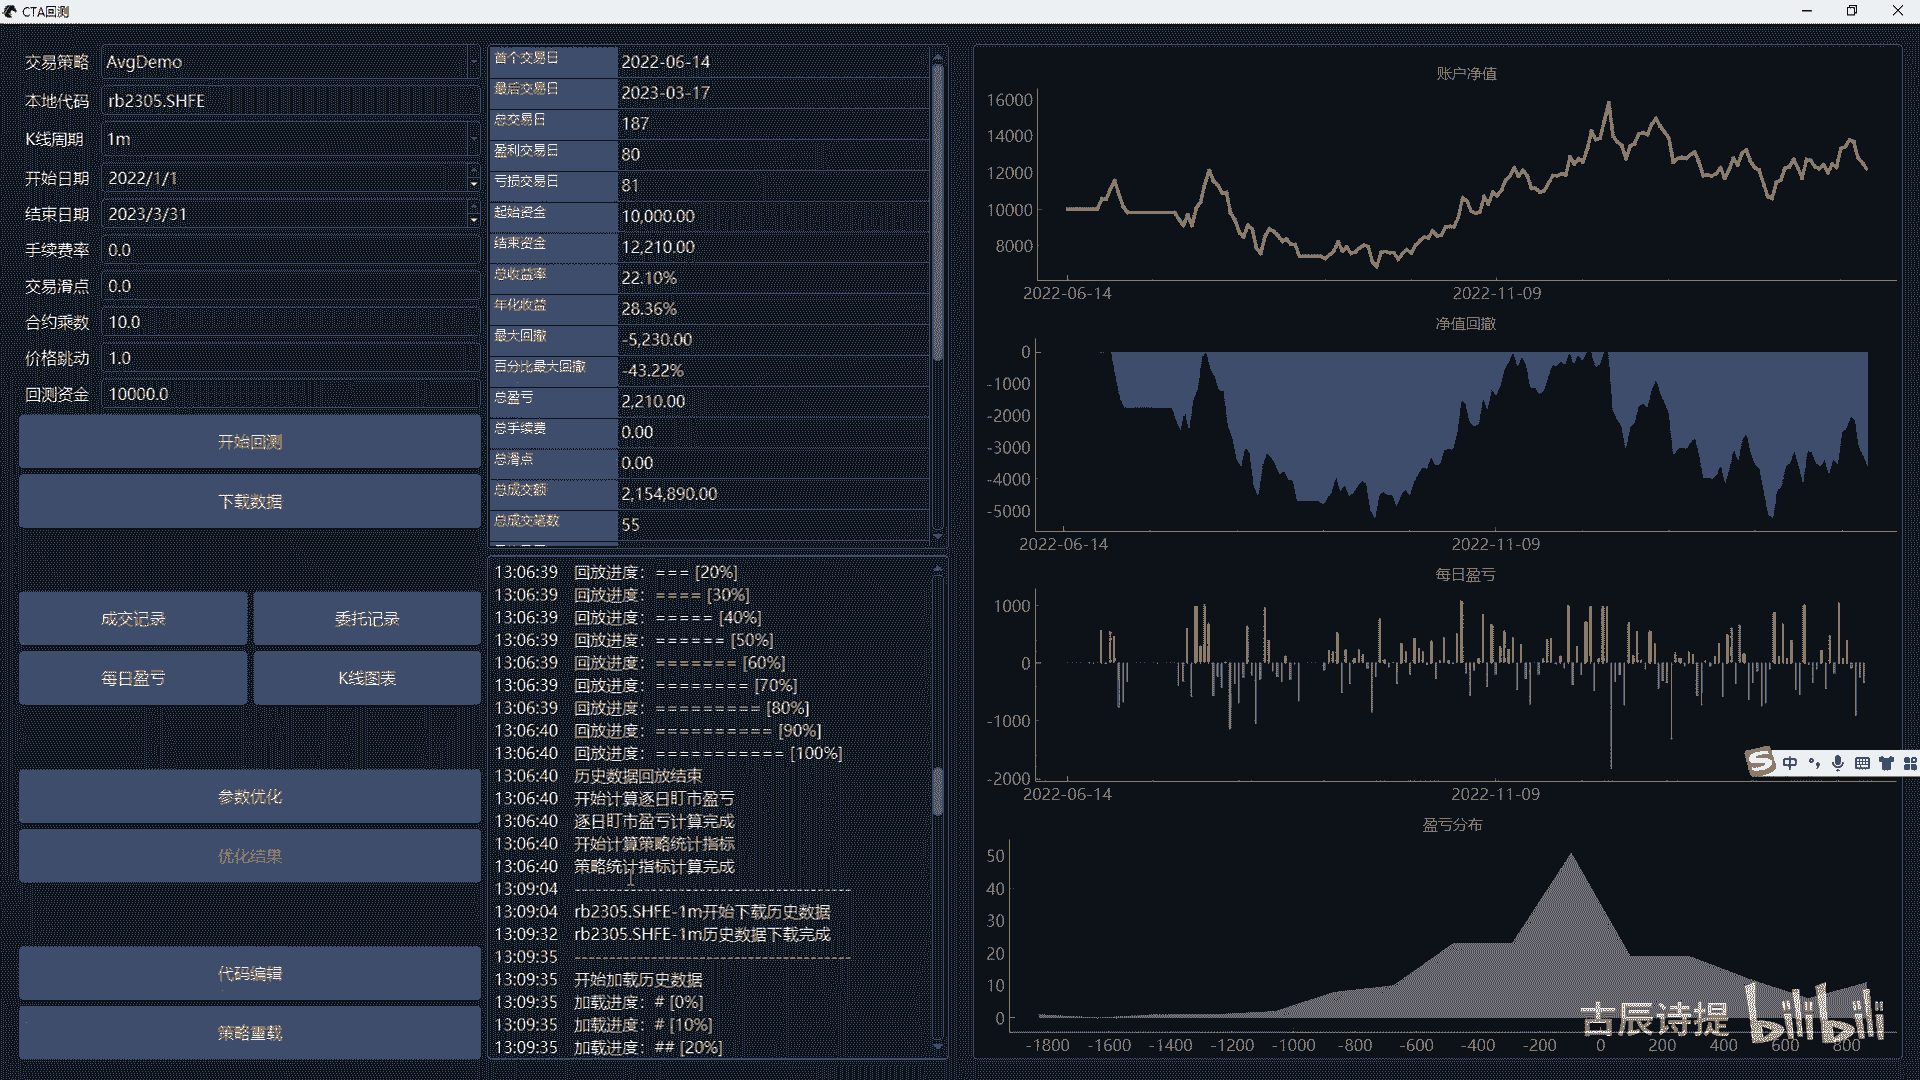 CTA回测
交易策略 AvgDemo
本地代码 rb2305.SHFE
K线周期 1m
开始日期 2022/1/1
结束日期 2023/3/31
手续费率 0.0
交易滑点 0.0
合约乘数 10.0
价格跳动 1.0
回测资金 10000.0
开始回测
下载数据
成交记录 委托记录
每日盈亏 K线图表
参数优化
优化结果
代码编辑
策略重载
首个交易日 2022-06-14
最后交易日 2023-03-17
总交易日 187
盈利交易日 80
亏损交易日 81
起始资金 10,000.00
结束资金 12,210.00
总收益率 22.10%
年化收益 28.36%
最大回撤 -5,230.00
百分比最大回撤 -43.22%
总盈亏 2,210.00
总手续费 0.00
总滑点 0.00
总成交额 2,154,890.00
总成交笔数 55
13:06:39 回放进度：=== [20%]
13:06:39 回放进度：==== [30%]
13:06:39 回放进度：===== [40%]
13:06:39 回放进度：====== [50%]
13:06:39 回放进度：======= [60%]
13:06:39 回放进度：======== [70%]
13:06:39 回放进度：========= [80%]
13:06:40 回放进度：========== [90%]
13:06:40 回放进度：=========== [100%]
13:06:40 历史数据回放结束
13:06:40 开始计算逐日盯市盈亏
13:06:40 逐日盯市盈亏计算完成
13:06:40 开始计算策略统计指标
13:06:40 策略统计指标计算完成
13:09:04 ----------------------------------------
13:09:04 rb2305.SHFE-1m开始下载历史数据
13:09:32 rb2305.SHFE-1m历史数据下载完成
13:09:35 ----------------------------------------
13:09:35 开始加载历史数据
13:09:35 加载进度：# [0%]
13:09:35 加载进度：# [10%]
13:09:35 加载进度：## [20%]
账户净值
16000
14000
12000
10000
8000
2022-06-14 2022-11-09
净值回撤
0
-1000
-2000
-3000
-4000
-5000
2022-06-14 2022-11-09
每日盈亏
1000
0
-1000
-2000
2022-06-14 2022-11-09
S 中
盈亏分布
50
40
30
20
10
0
-1800 -1600 -1400 -1200 -1000 -800 -600 -400 -200 0 200 400 600 800
古辰诗提 bilibili